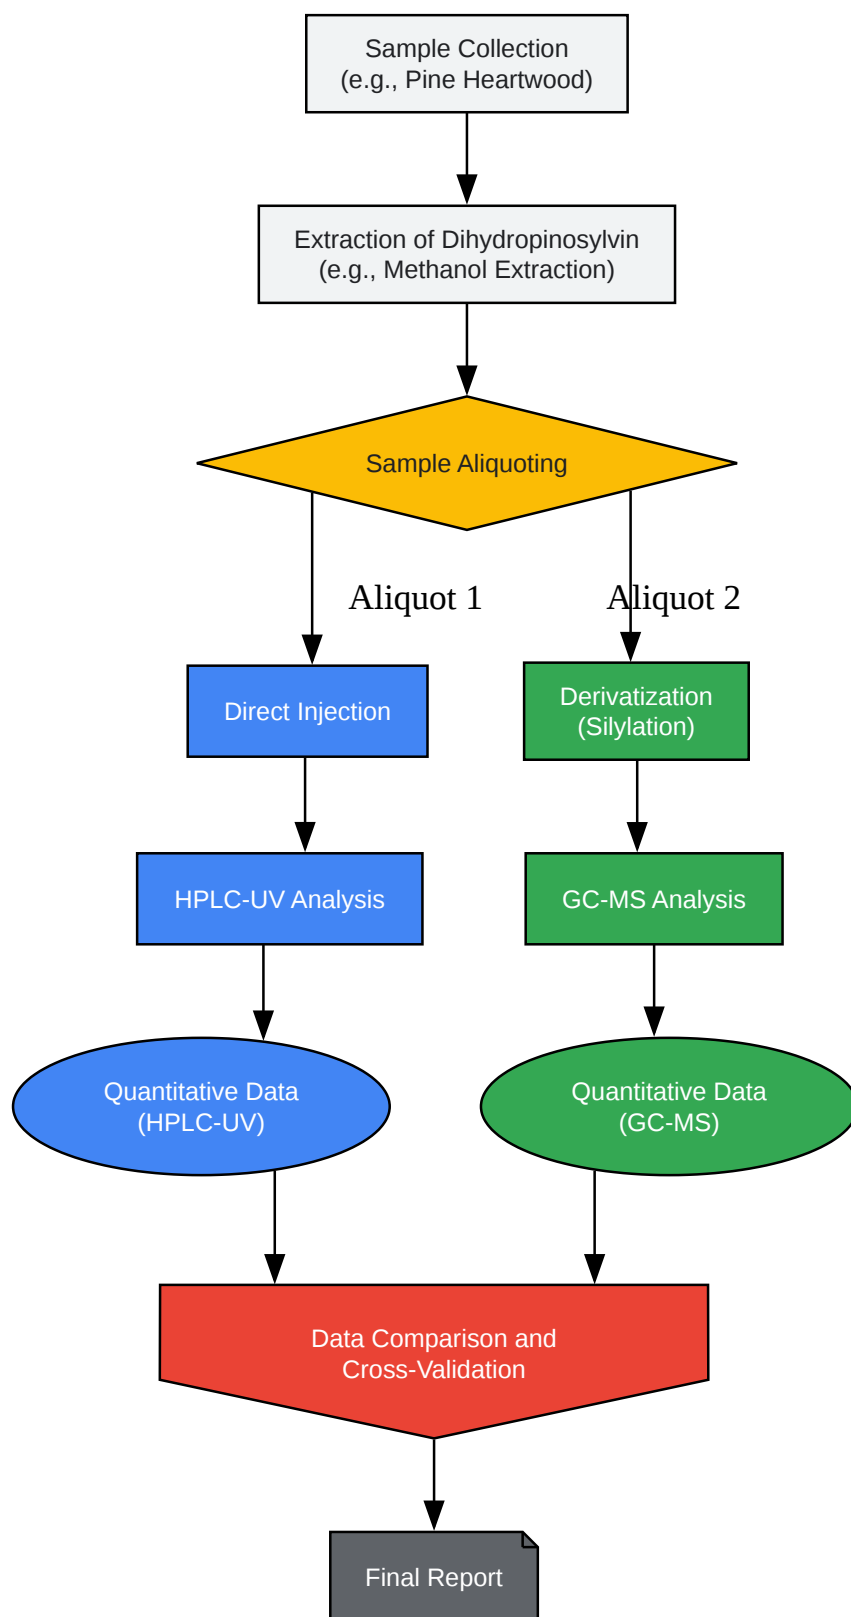 Sample Collection
(e.g., Pine Heartwood)
Extraction of Dihydropinosylvin
(e.g., Methanol Extraction)
Sample Aliquoting
Aliquot 1
Aliquot 2
Direct Injection
Derivatization
(Silylation)
HPLC-UV Analysis
GC-MS Analysis
Quantitative Data
(HPLC-UV)
Quantitative Data
(GC-MS)
Data Comparison and
Cross-Validation
Final Report